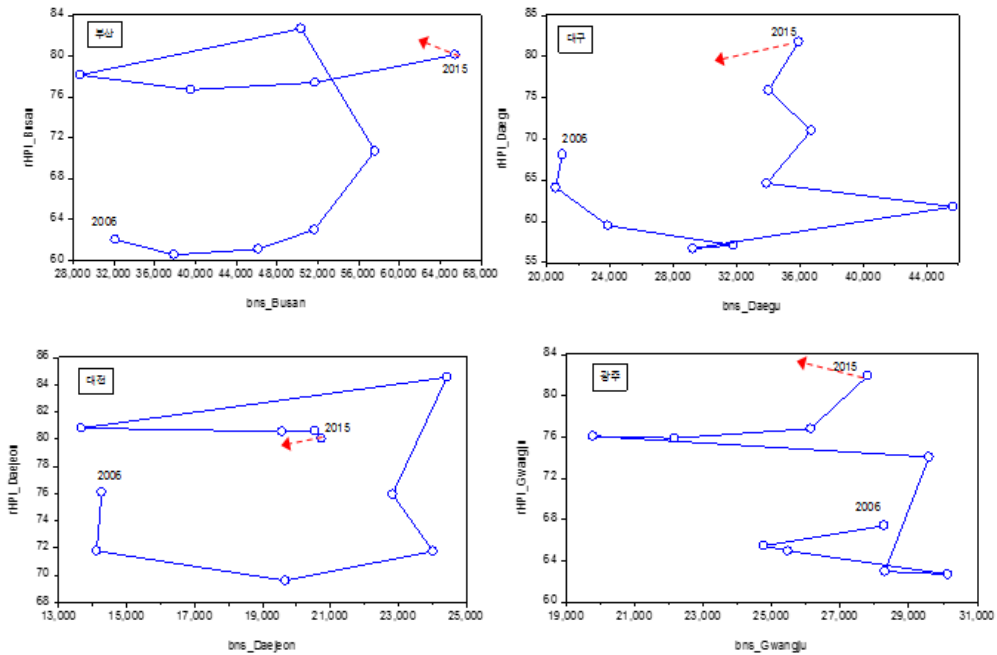 부산
84
80
76
72
68
64
60
2015
2006
28,000 32,000 36,000 40,000 44,000 48,000 52,000 56,000 60,000 64,000 68,000
rHPI_Busan
bns_Busan
대구
85
80
75
70
65
60
55
2015
2006
20,000 24,000 28,000 32,000 36,000 40,000 44,000
rHPI_Daegu
bns_Daegu
대전
86
84
82
80
78
76
74
72
70
68
2015
2006
13,000 15,000 17,000 19,000 21,000 23,000 25,000
rHPI_Daejeon
bns_Daejeon
광주
84
80
76
72
68
64
60
2015
2006
19,000 21,000 23,000 25,000 27,000 29,000 31,000
rHPI_Gwangju
bns_Gwangju